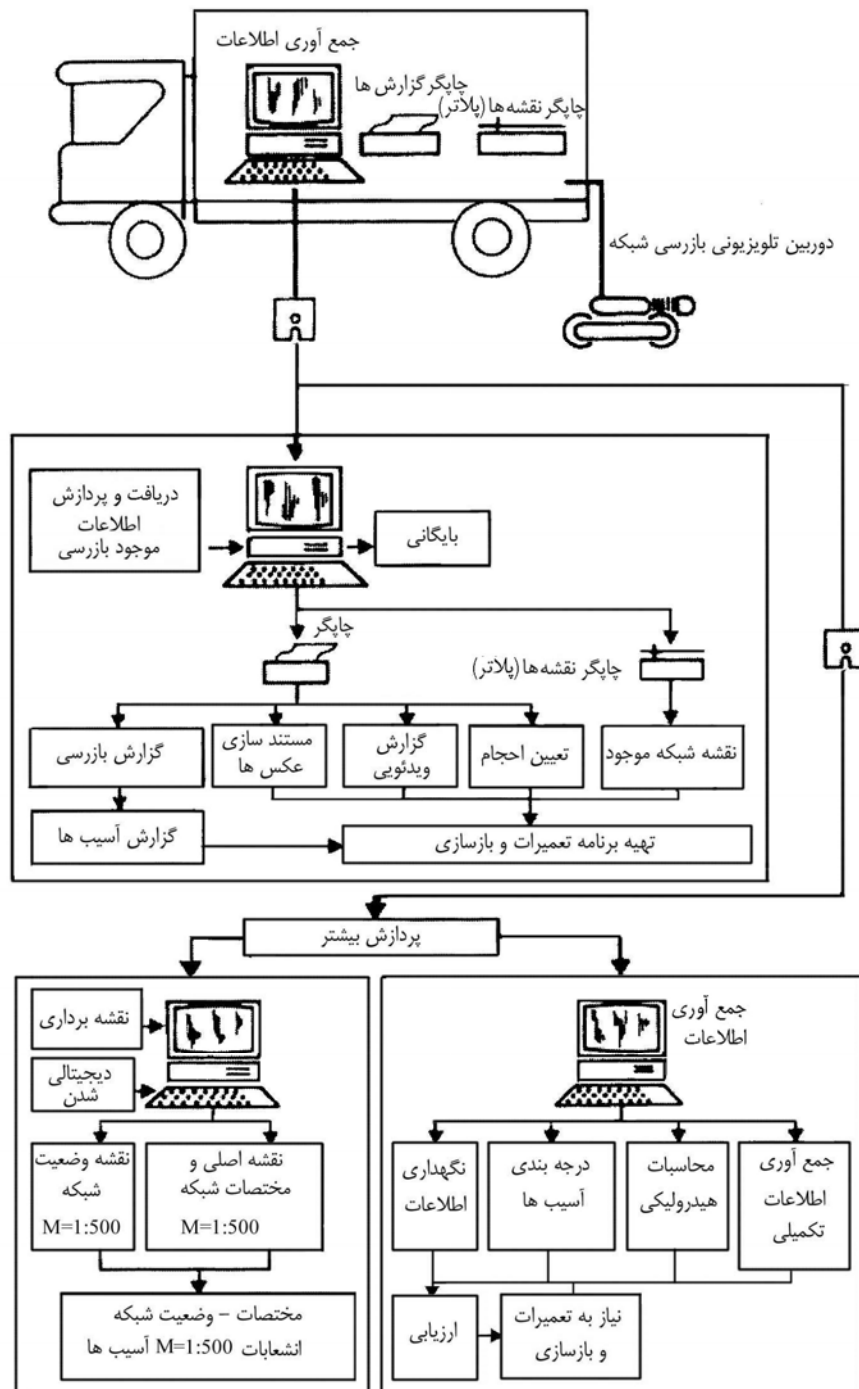 جمع آوری اطلاعات
چاپگر گزارش ها
چاپگر نقشه‌ها (پلاتر)
دوربین تلویزیونی بازرسی شبکه
دریافت و پردازش
اطلاعات
موجود بازرسی
بایگانی
چاپگر
چاپگر نقشه‌ها (پلاتر)
نقشه شبکه موجود
تعیین احجام
گزارش
ویدئویی
مستند سازی
عکس ها
گزارش بازرسی
گزارش آسیب ها
تهیه برنامه تعمیرات و بازسازی
پردازش بیشتر
جمع آوری
اطلاعات
جمع آوری
اطلاعات
تکمیلی
محاسبات
هیدرولیکی
درجه بندی
آسیب ها
نگهداری
اطلاعات
ارزیابی
نیاز به تعمیرات
و بازسازی
نقشه برداری
دیجیتالی
شدن
نقشه اصلی و
مختصات شبکه
M=1:500
نقشه وضعیت
شبکه
M=1:500
مختصات – وضعیت شبکه
انشعابات M=1:500 آسیب ها